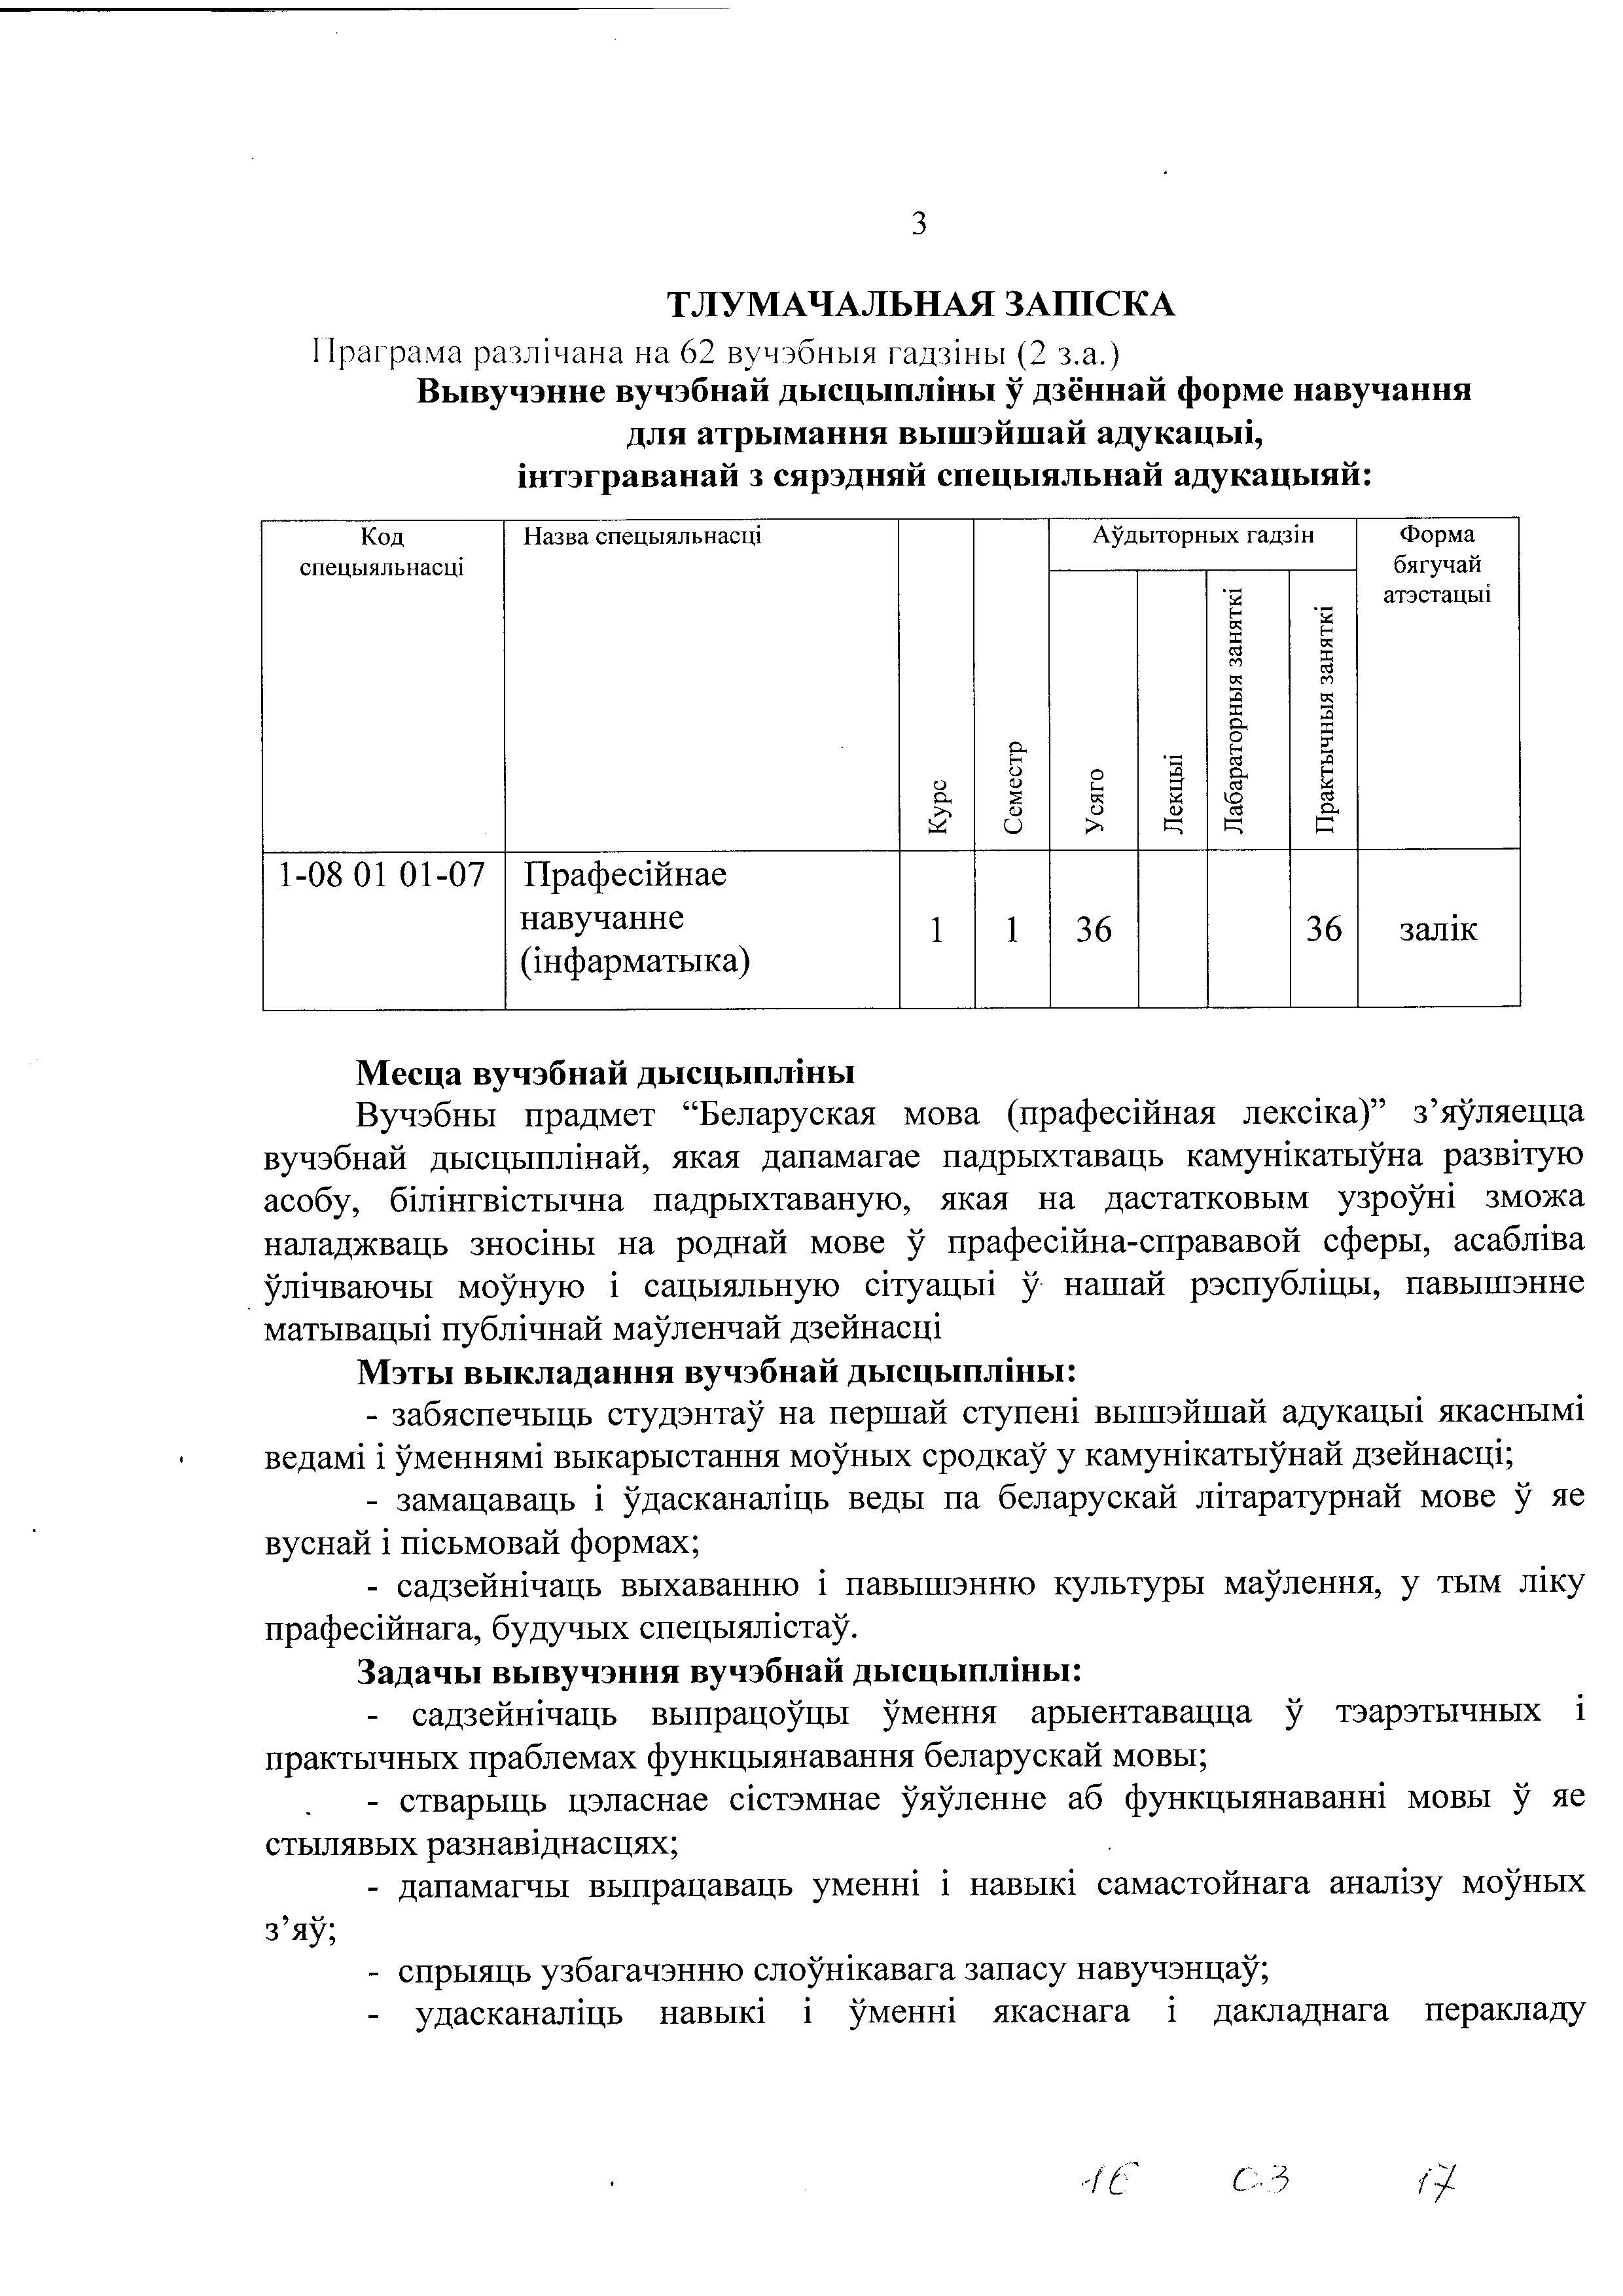 3
ТЛУМАЧАЛЬНАЯ ЗАПІСКА
Праграма разлічана на 62 вучэбныя гадзіны (2 з.а.)
Вывучэнне вучэбнай дысцыпліны ў дзённай форме навучання
для атрымання вышэйшай адукацыі,
інтэграванай з сярэдняй спецыяльнай адукацыяй:
Код
спецыяльнасці
Назва спецыяльнасці
Курс
Семестр
Аўдыторных гадзін
Усяго
Лекцыі
Лабараторныя заняткі
Практычныя заняткі
Форма
бягучай
атэстацыі
1-08 01 01-07
Прафесійнае
навучанне
(інфарматыка)
1
1
36
36
залік
Месца вучэбнай дысцыпліны
Вучэбны прадмет “Беларуская мова (прафесійная лексіка)” з’яўляецца
вучэбнай дысцыплінай, якая дапамагае падрыхтаваць камунікатыўна развітую
асобу, білінгвістычна падрыхтаваную, якая на дастатковым узроўні зможа
наладжваць зносіны на роднай мове ў прафесійна-справавой сферы, асабліва
ўлічваючы моўную і сацыяльную сітуацыі ў нашай рэспубліцы, павышэнне
матывацыі публічнай маўленчай дзейнасці
Мэты выкладання вучэбнай дысцыпліны:
- забяспечыць студэнтаў на першай ступені вышэйшай адукацыі якаснымі
ведамі і ўменнямі выкарыстання моўных сродкаў у камунікатыўнай дзейнасці;
- замацаваць і ўдасканаліць веды па беларускай літаратурнай мове ў яе
вуснай і пісьмовай формах;
- садзейнічаць выхаванню і павышэнню культуры маўлення, у тым ліку
прафесійнага, будучых спецыялістаў.
Задачы вывучэння вучэбнай дысцыпліны:
- садзейнічаць выпрацоўцы ўмення арыентавацца ў тэарэтычных і
практычных праблемах функцыянавання беларускай мовы;
- стварыць цэласнае сістэмнае ўяўленне аб функцыянаванні мовы ў яе
стылявых разнавіднасцях;
- дапамагчы выпрацаваць уменні і навыкі самастойнага аналізу моўных
з’яў;
- спрыяць узбагачэнню слоўнікавага запасу навучэнцаў;
- удасканаліць навыкі і ўменні якаснага і дакладнага перакладу
16 03 17